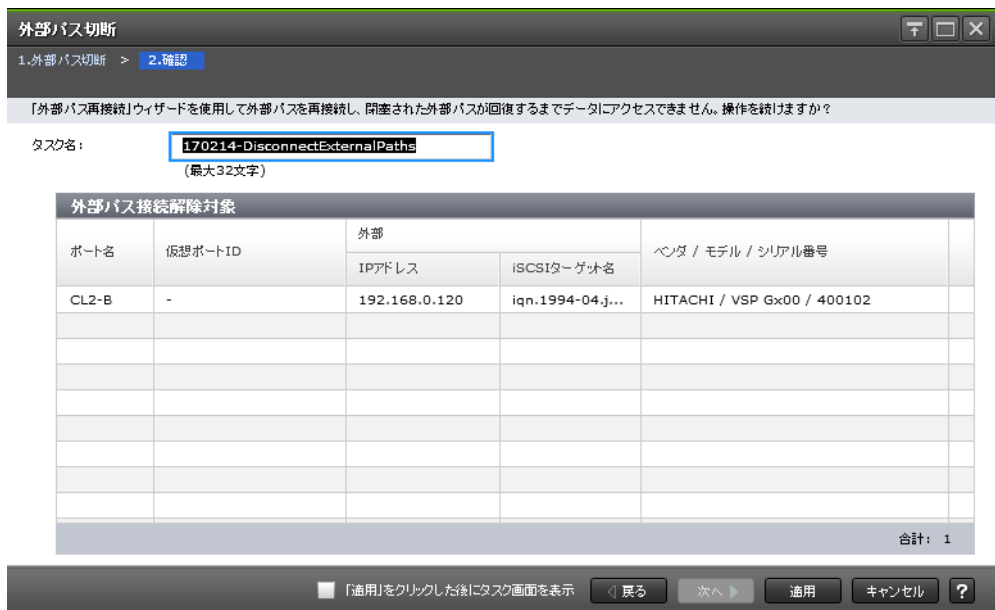 外部パス切断
1.外部パス切断 > 2.確認
「外部パス再接続」ウィザードを使用して外部パスを再接続し、閉塞された外部パスが回復するまでデータにアクセスできません。操作を続けますか？
タスク名： 170214-DisconnectExternalPaths
(最大32文字)
外部パス接続解除対象
ポート名 仮想ポートID 外部 ベンダ / モデル / シリアル番号
IPアドレス iSCSIターゲット名
CL2-B - 192.168.0.120 iqn.1994-04.j... HITACHI / VSP Gx00 / 400102
合計： 1
「適用」をクリックした後にタスク画面を表示 戻る 次へ 適用 キャンセル ?